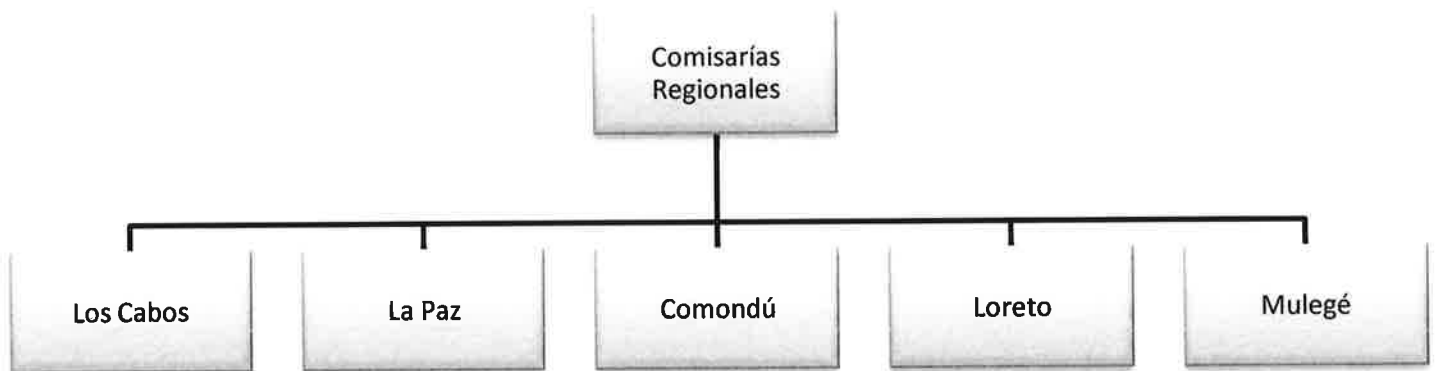 Comisarías
Regionales
Los Cabos
La Paz
Comondú
Loreto
Mulegé